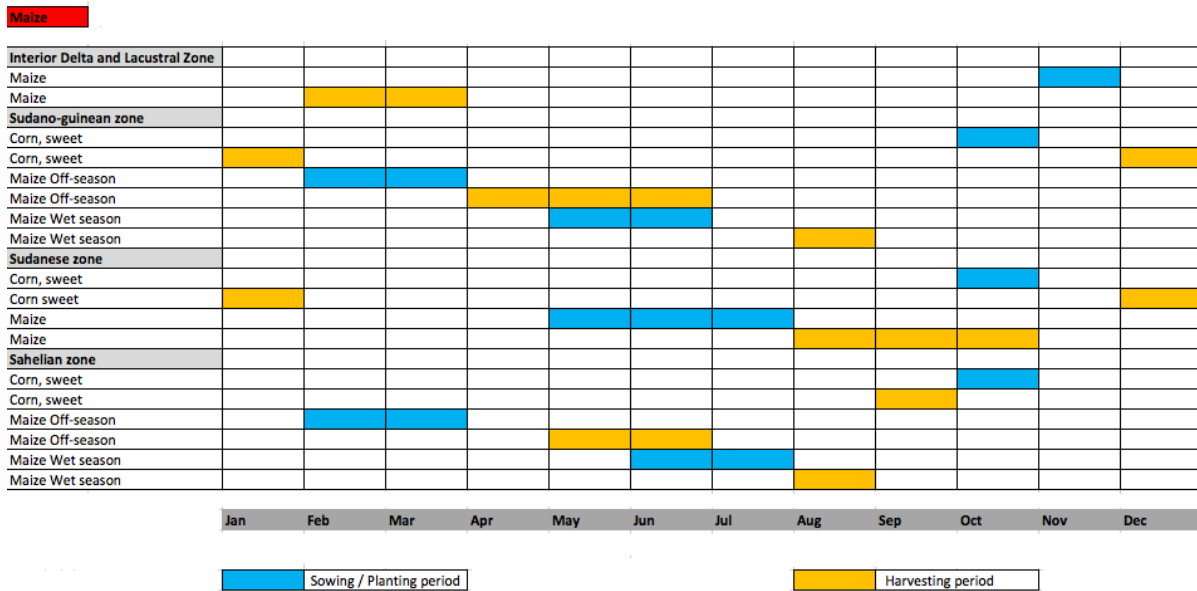 Maize
Interior Delta and Lacustral Zone
Maize
Maize
Sudano-guinean zone
Corn, sweet
Corn, sweet
Maize Off-season
Maize Off-season
Maize Wet season
Maize Wet season
Sudanese zone
Corn, sweet
Corn sweet
Maize
Maize
Sahelian zone
Corn, sweet
Corn, sweet
Maize Off-season
Maize Off-season
Maize Wet season
Maize Wet season
Jan Feb Mar Apr May Jun Jul Aug Sep Oct Nov Dec
Sowing / Planting period Harvesting period